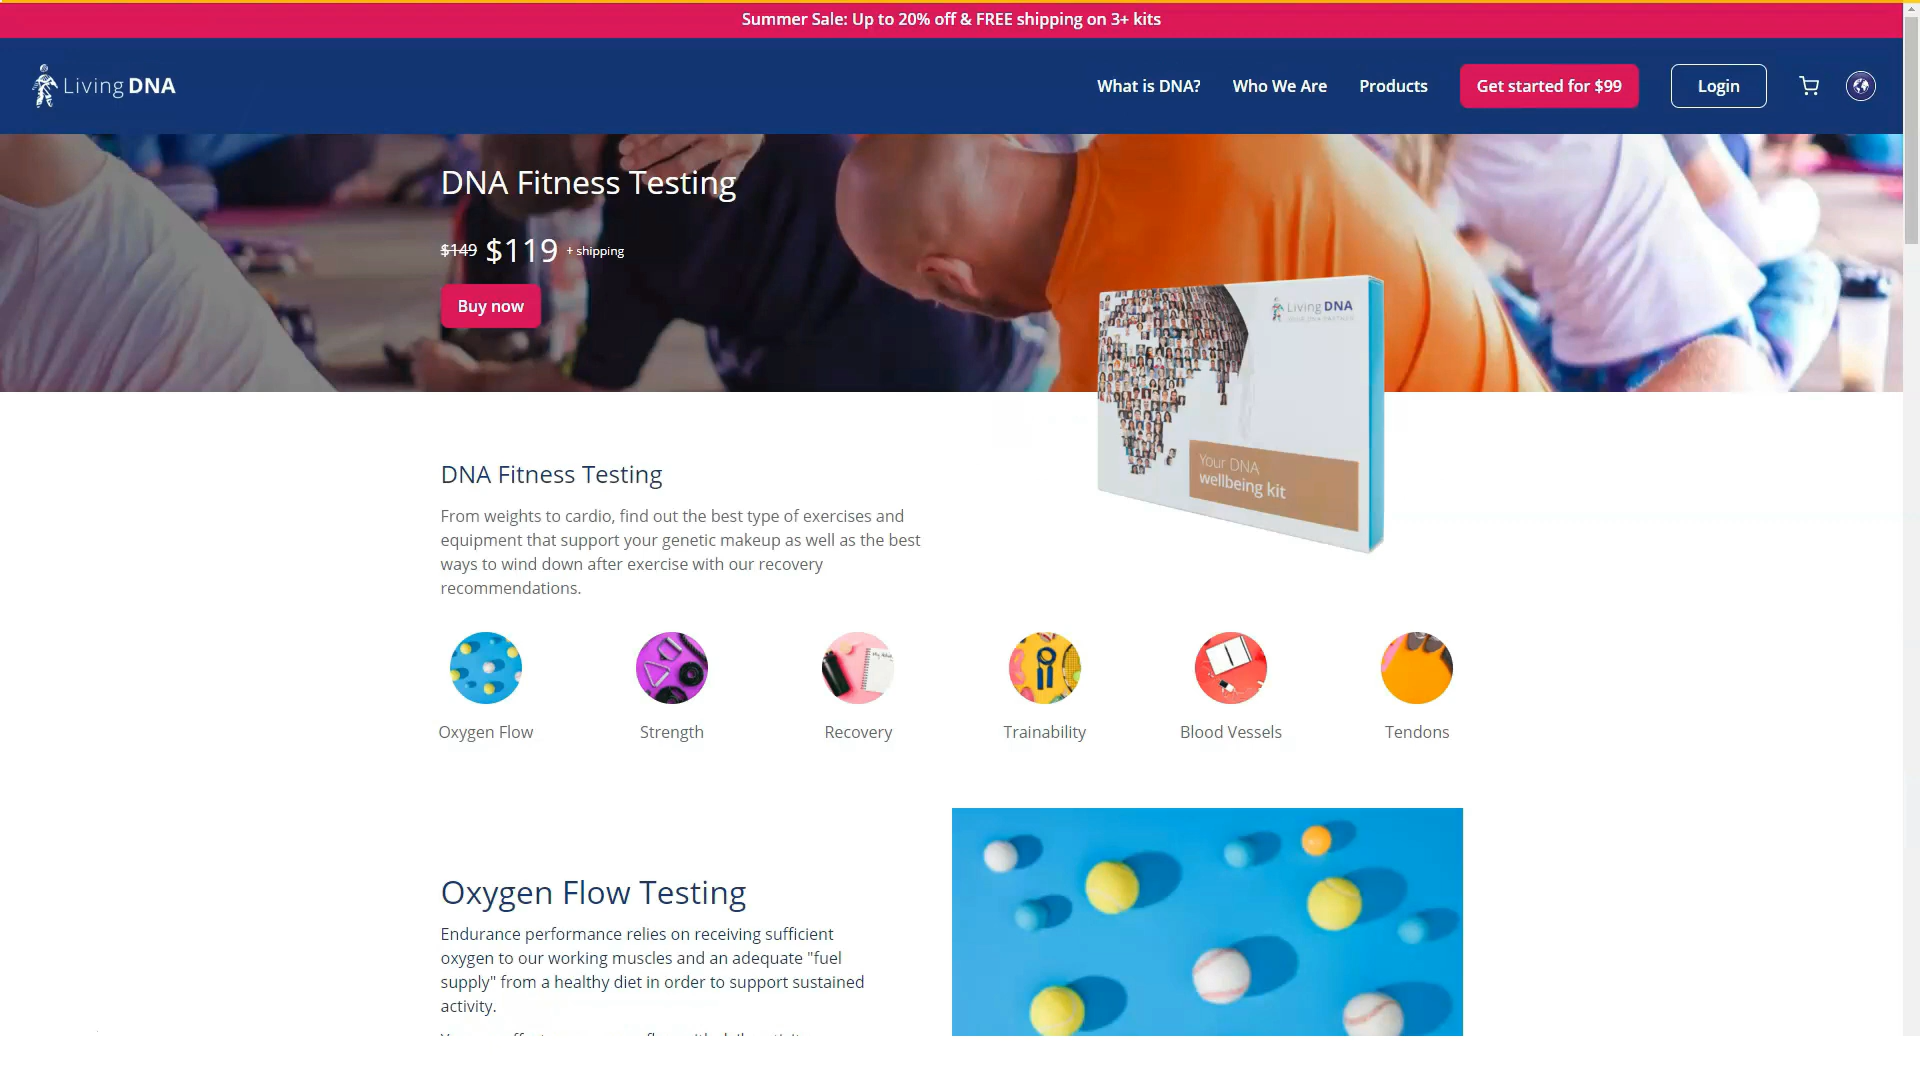 Summer Sale: Up to 20% off & FREE shipping on 3+ kits
Living DNA
What is DNA?
Who We Are
Products
Get started for $99
Login
DNA Fitness Testing
$149 $119 + shipping
Buy now
Living DNA
Your DNA
wellbeing kit
DNA Fitness Testing
From weights to cardio, find out the best type of exercises and
equipment that support your genetic makeup as well as the best
ways to wind down after exercise with our recovery
recommendations.
Oxygen Flow
Strength
Recovery
Trainability
Blood Vessels
Tendons
Oxygen Flow Testing
Endurance performance relies on receiving sufficient
oxygen to our working muscles and an adequate "fuel
supply" from a healthy diet in order to support sustained
activity.